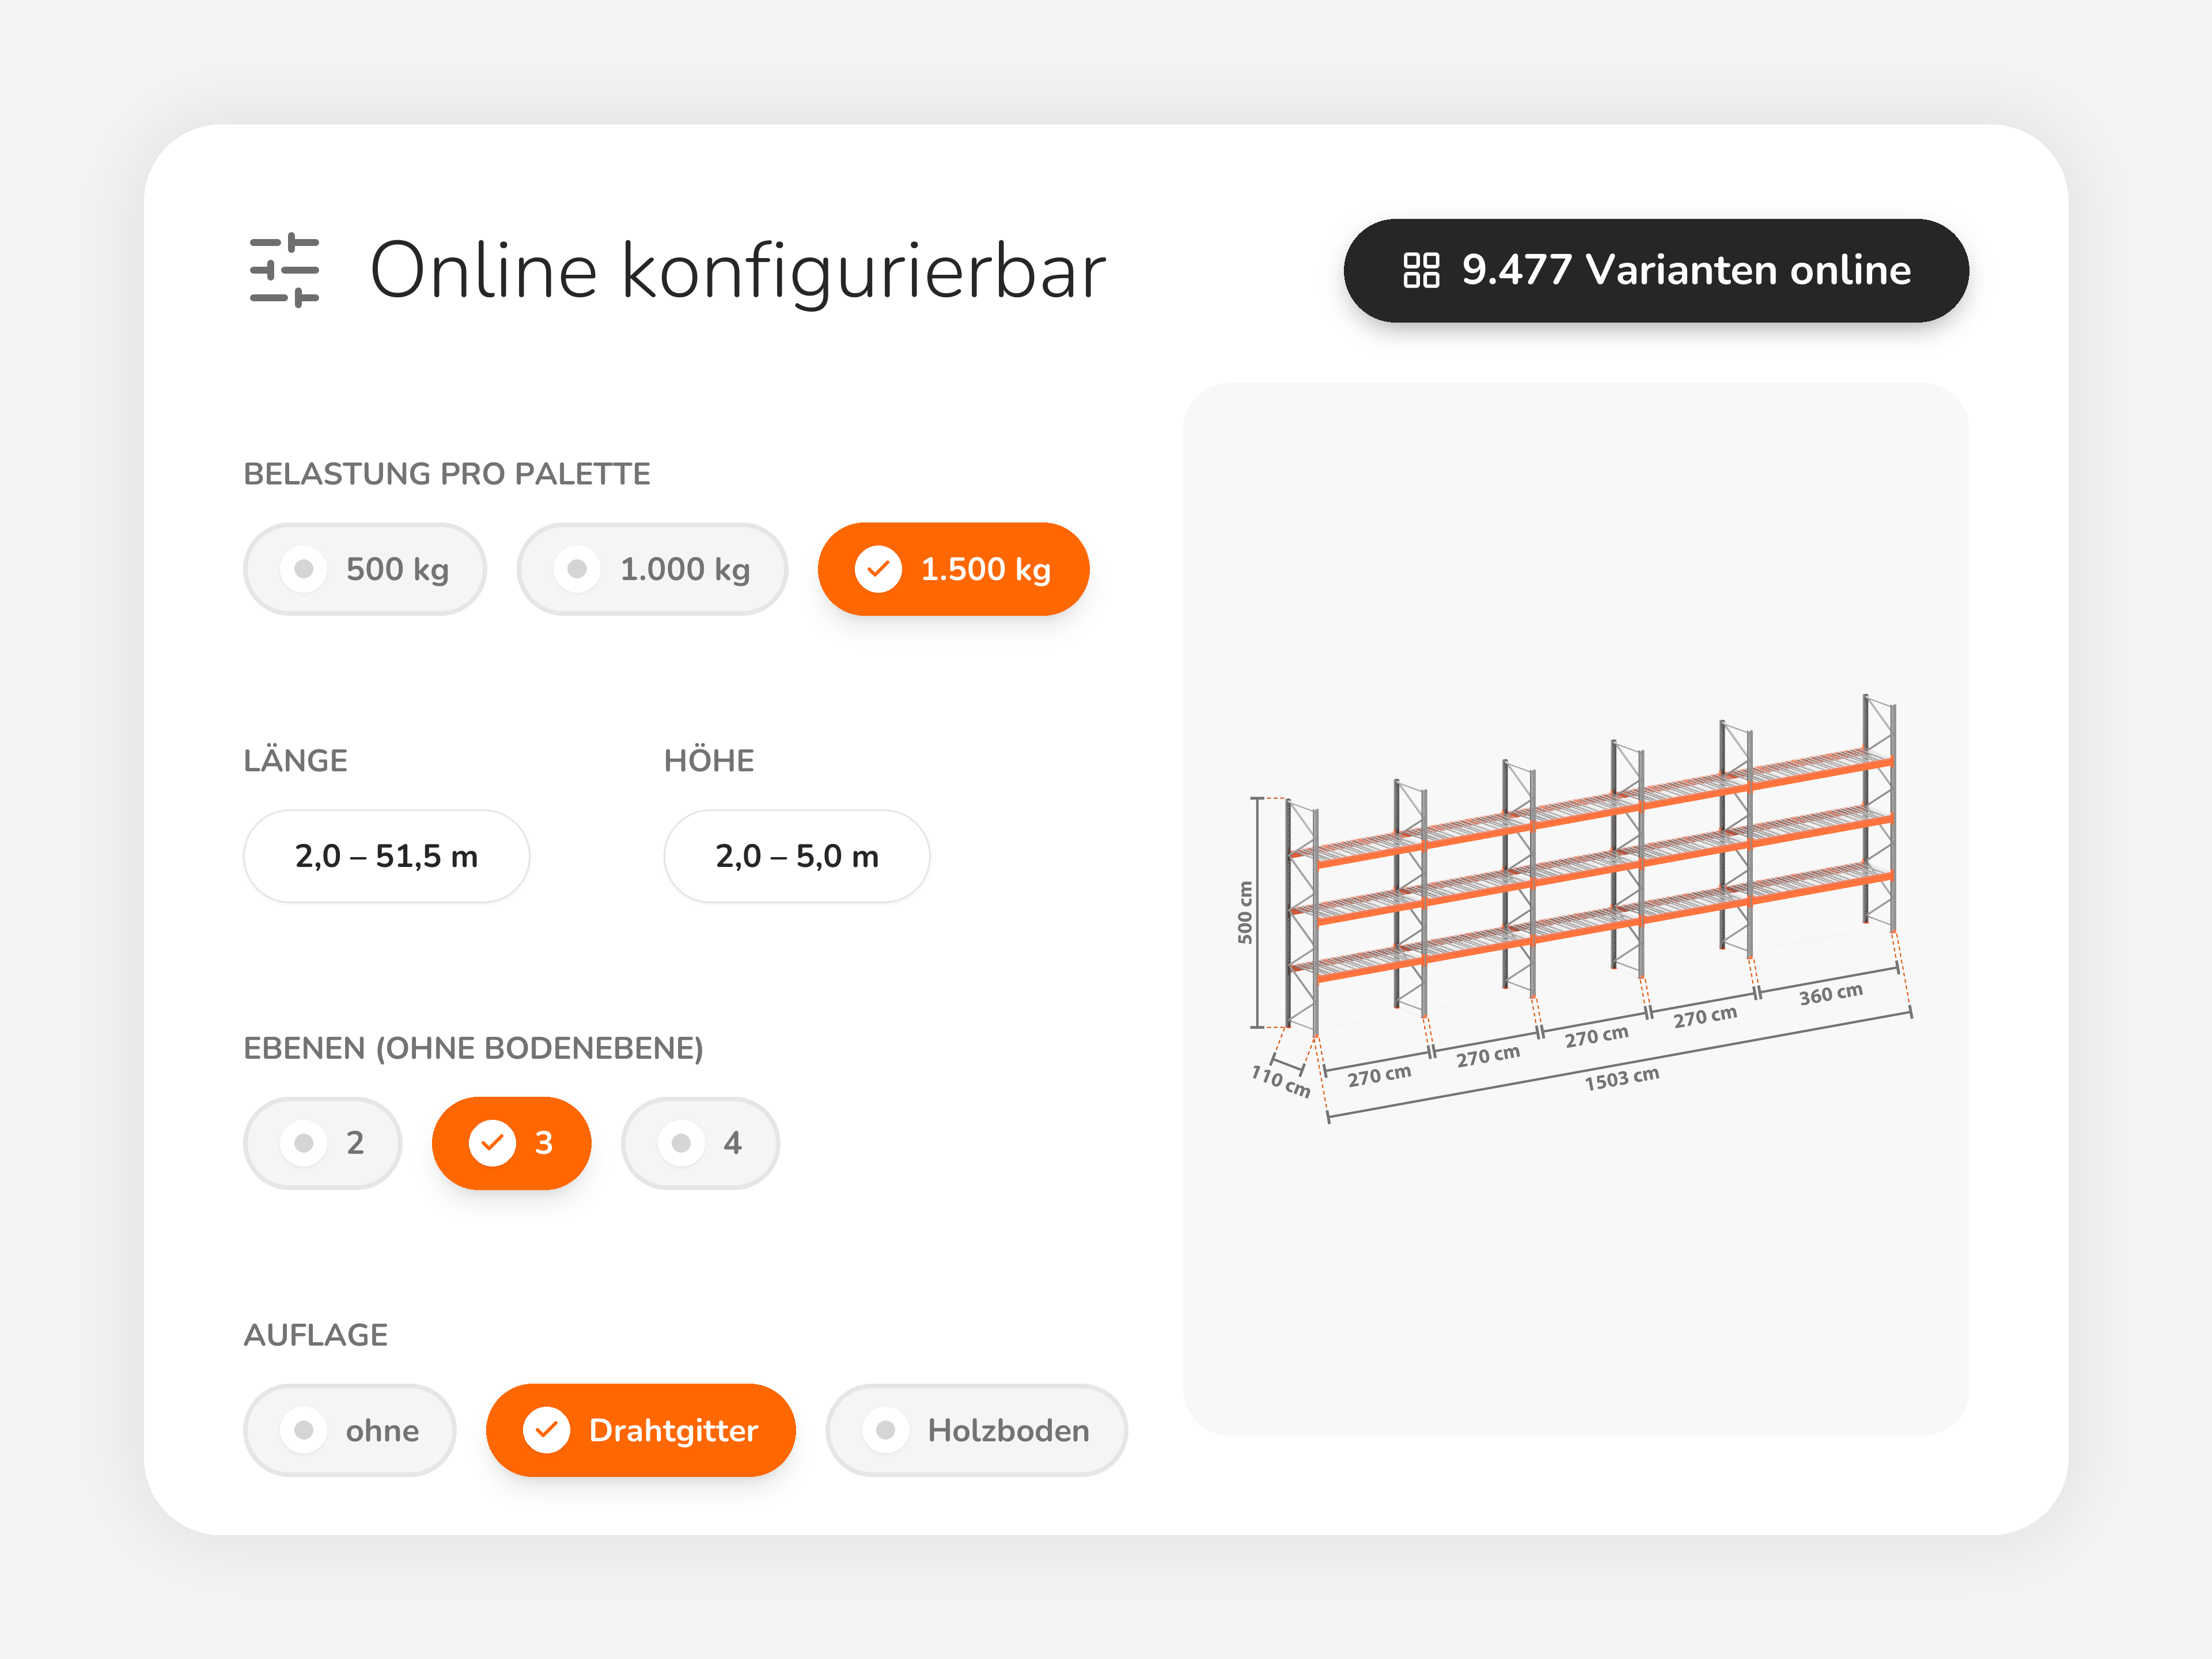 Online konfigurierbar
9.477 Varianten online
BELASTUNG PRO PALETTE
500 kg
1.000 kg
1.500 kg
LÄNGE
HÖHE
2,0 – 51,5 m
2,0 – 5,0 m
EBENEN (OHNE BODENEBENE)
2
3
4
AUFLAGE
ohne
Drahtgitter
Holzboden
500 cm
110 cm
270 cm
270 cm
270 cm
270 cm
360 cm
1503 cm